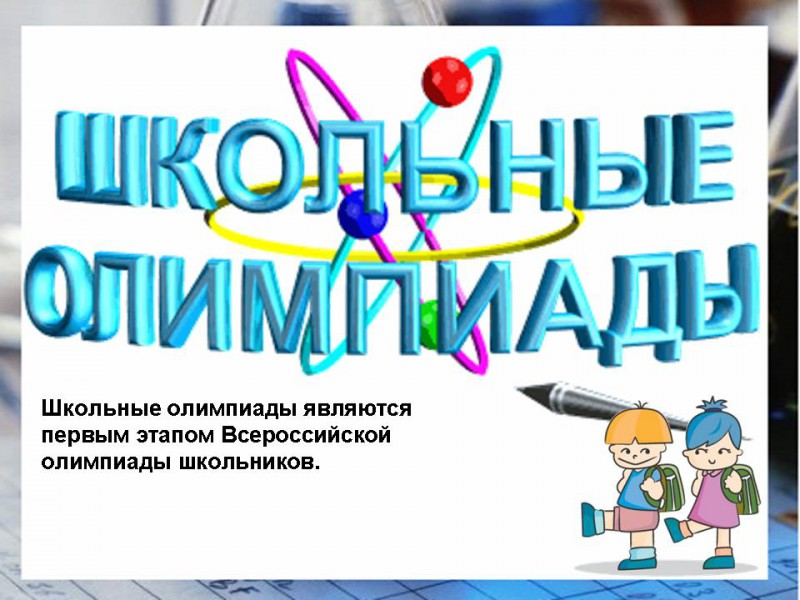 ШКОЛЬНЫЕ
ОЛИМПИАДЫ
Школьные олимпиады являются
первым этапом Всероссийской
олимпиады школьников.